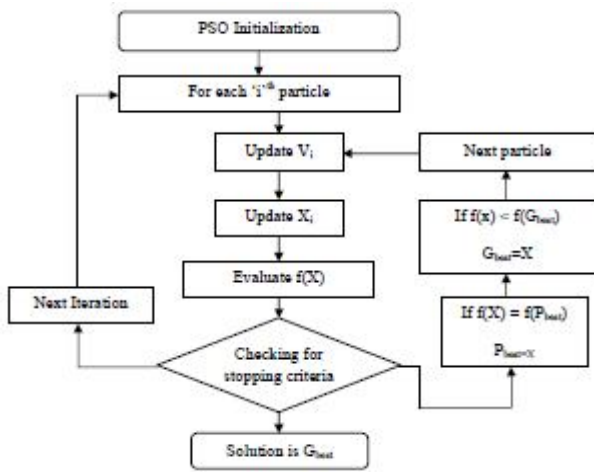 PSO Initialization
For each 'i'th particle
Update Vi
Next particle
Update Xi
If f(x) < f(Gbest)
Gbest=X
Evaluate f(X)
Next Iteration
If f(X) = f(Pbest)
Pbest=X
Checking for
stopping criteria
Solution is Gbest